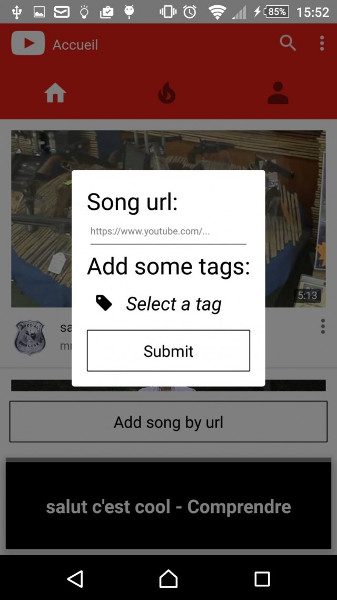 85% 15:52
Accueil
5:13
Song url:
https://www.youtube.com/...
Add some tags:
Select a tag
Submit
Add song by url
salut c'est cool - Comprendre